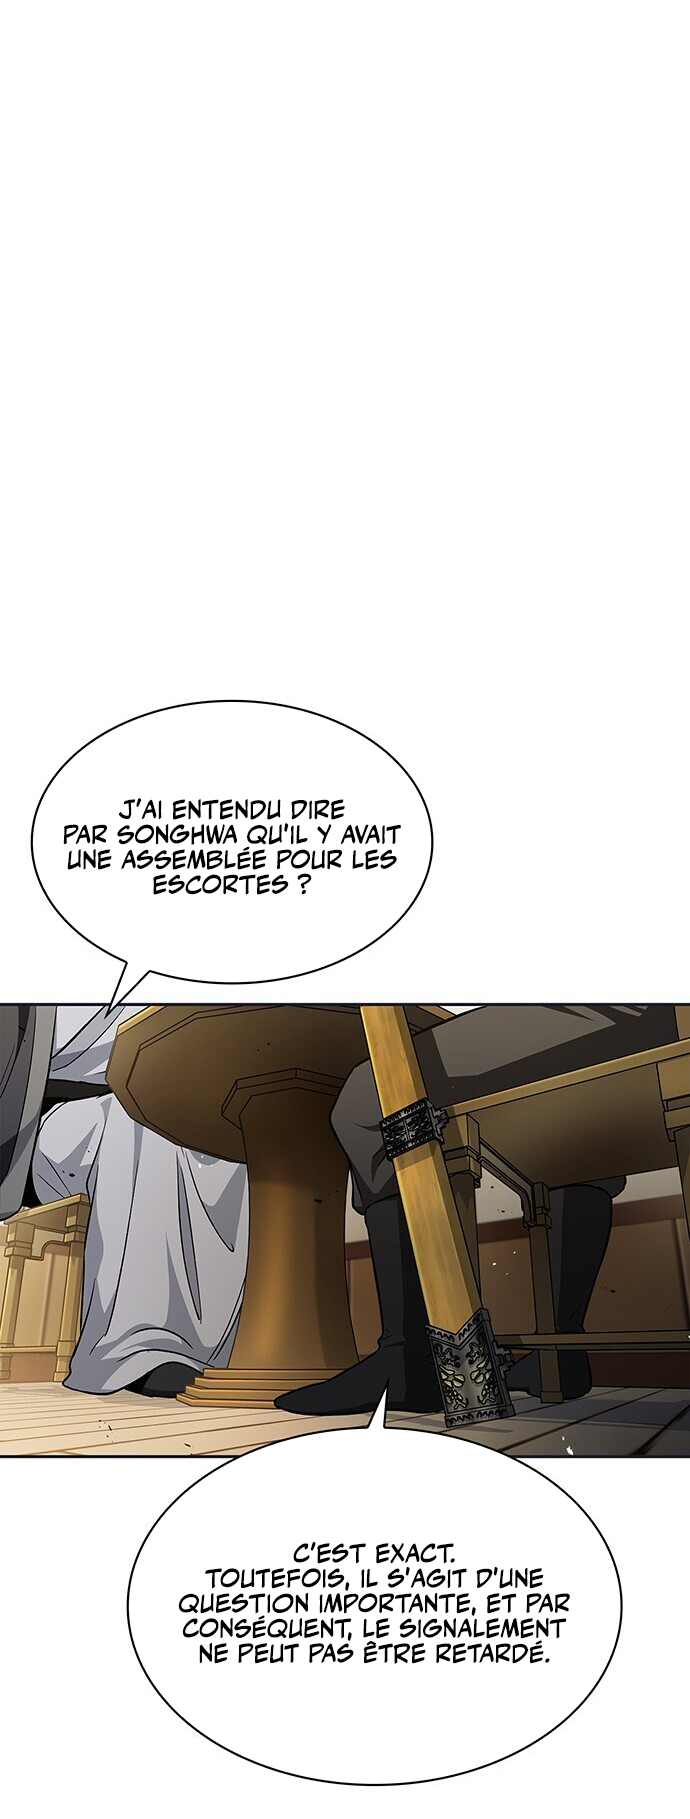 J'AI ENTENDU DIRE
PAR SONGHWA QU'IL Y AVAIT
UNE ASSEMBLÉE POUR LES
ESCORTES ?
C'EST EXACT.
TOUTEFOIS, IL S'AGIT D'UNE
QUESTION IMPORTANTE, ET PAR
CONSÉQUENT, LE SIGNALEMENT
NE PEUT PAS ÊTRE RETARDÉ.